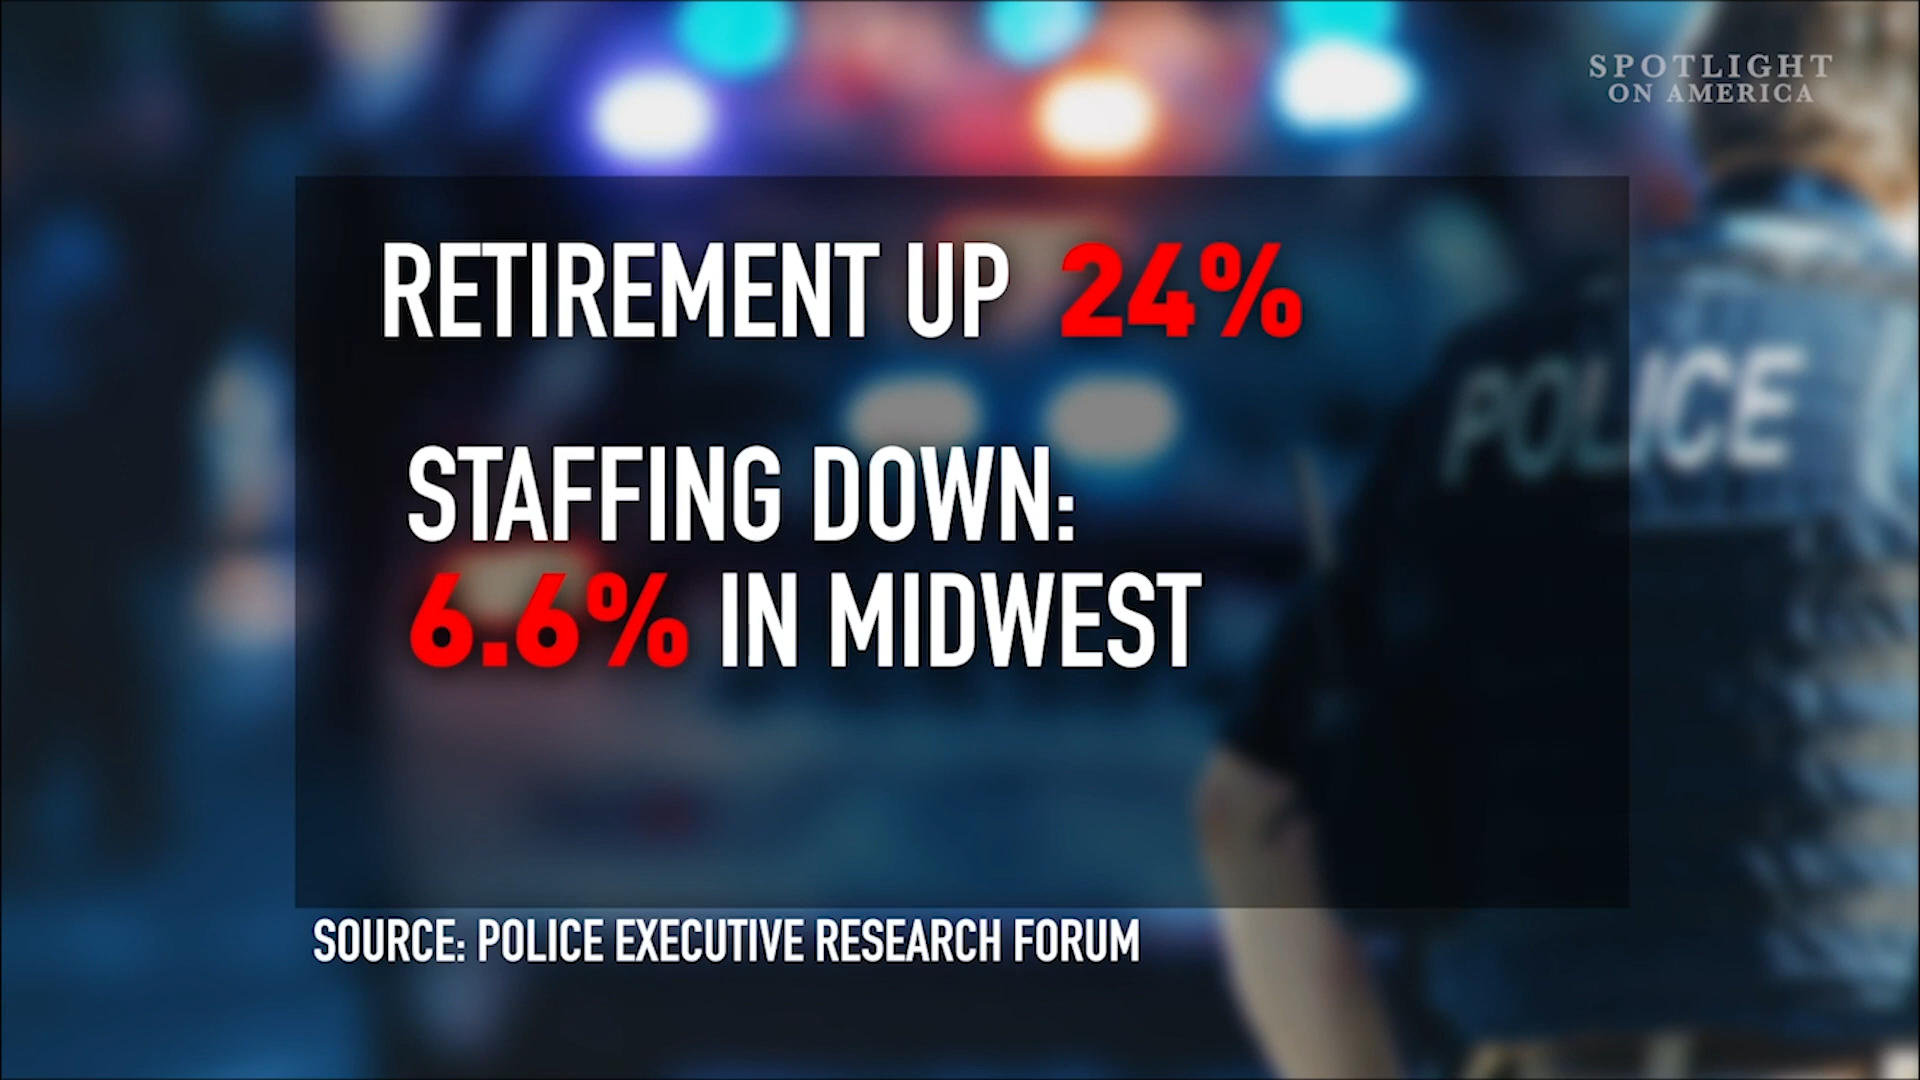 SPOTLIGHT
ON AMERICA
RETIREMENT UP 24%
STAFFING DOWN:
6.6% IN MIDWEST
POLICE
SOURCE: POLICE EXECUTIVE RESEARCH FORUM